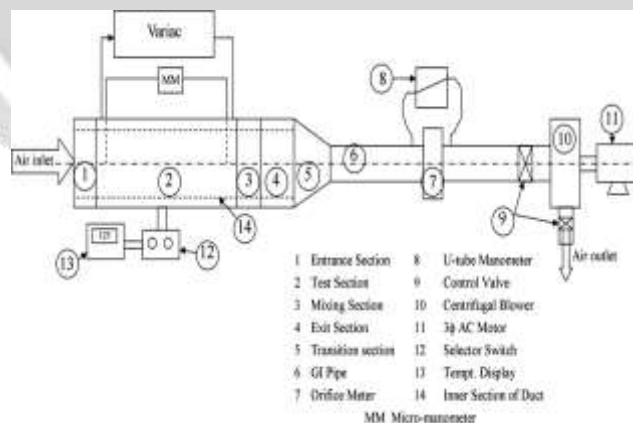 Variac
MM
8
11
10
Air inlet
6
1
2
3
4
5
7
9
14
13
12
Air outlet
1 Entrance Section 8 U-tube Manometer
2 Test Section 9 Control Valve
3 Mixing Section 10 Centrifugal Blower
4 Exit Section 11 3ϕ AC Motor
5 Transition section 12 Selector Switch
6 GI Pipe 13 Tempt. Display
7 Orifice Meter 14 Inner Section of Duct
MM Micro-manometer